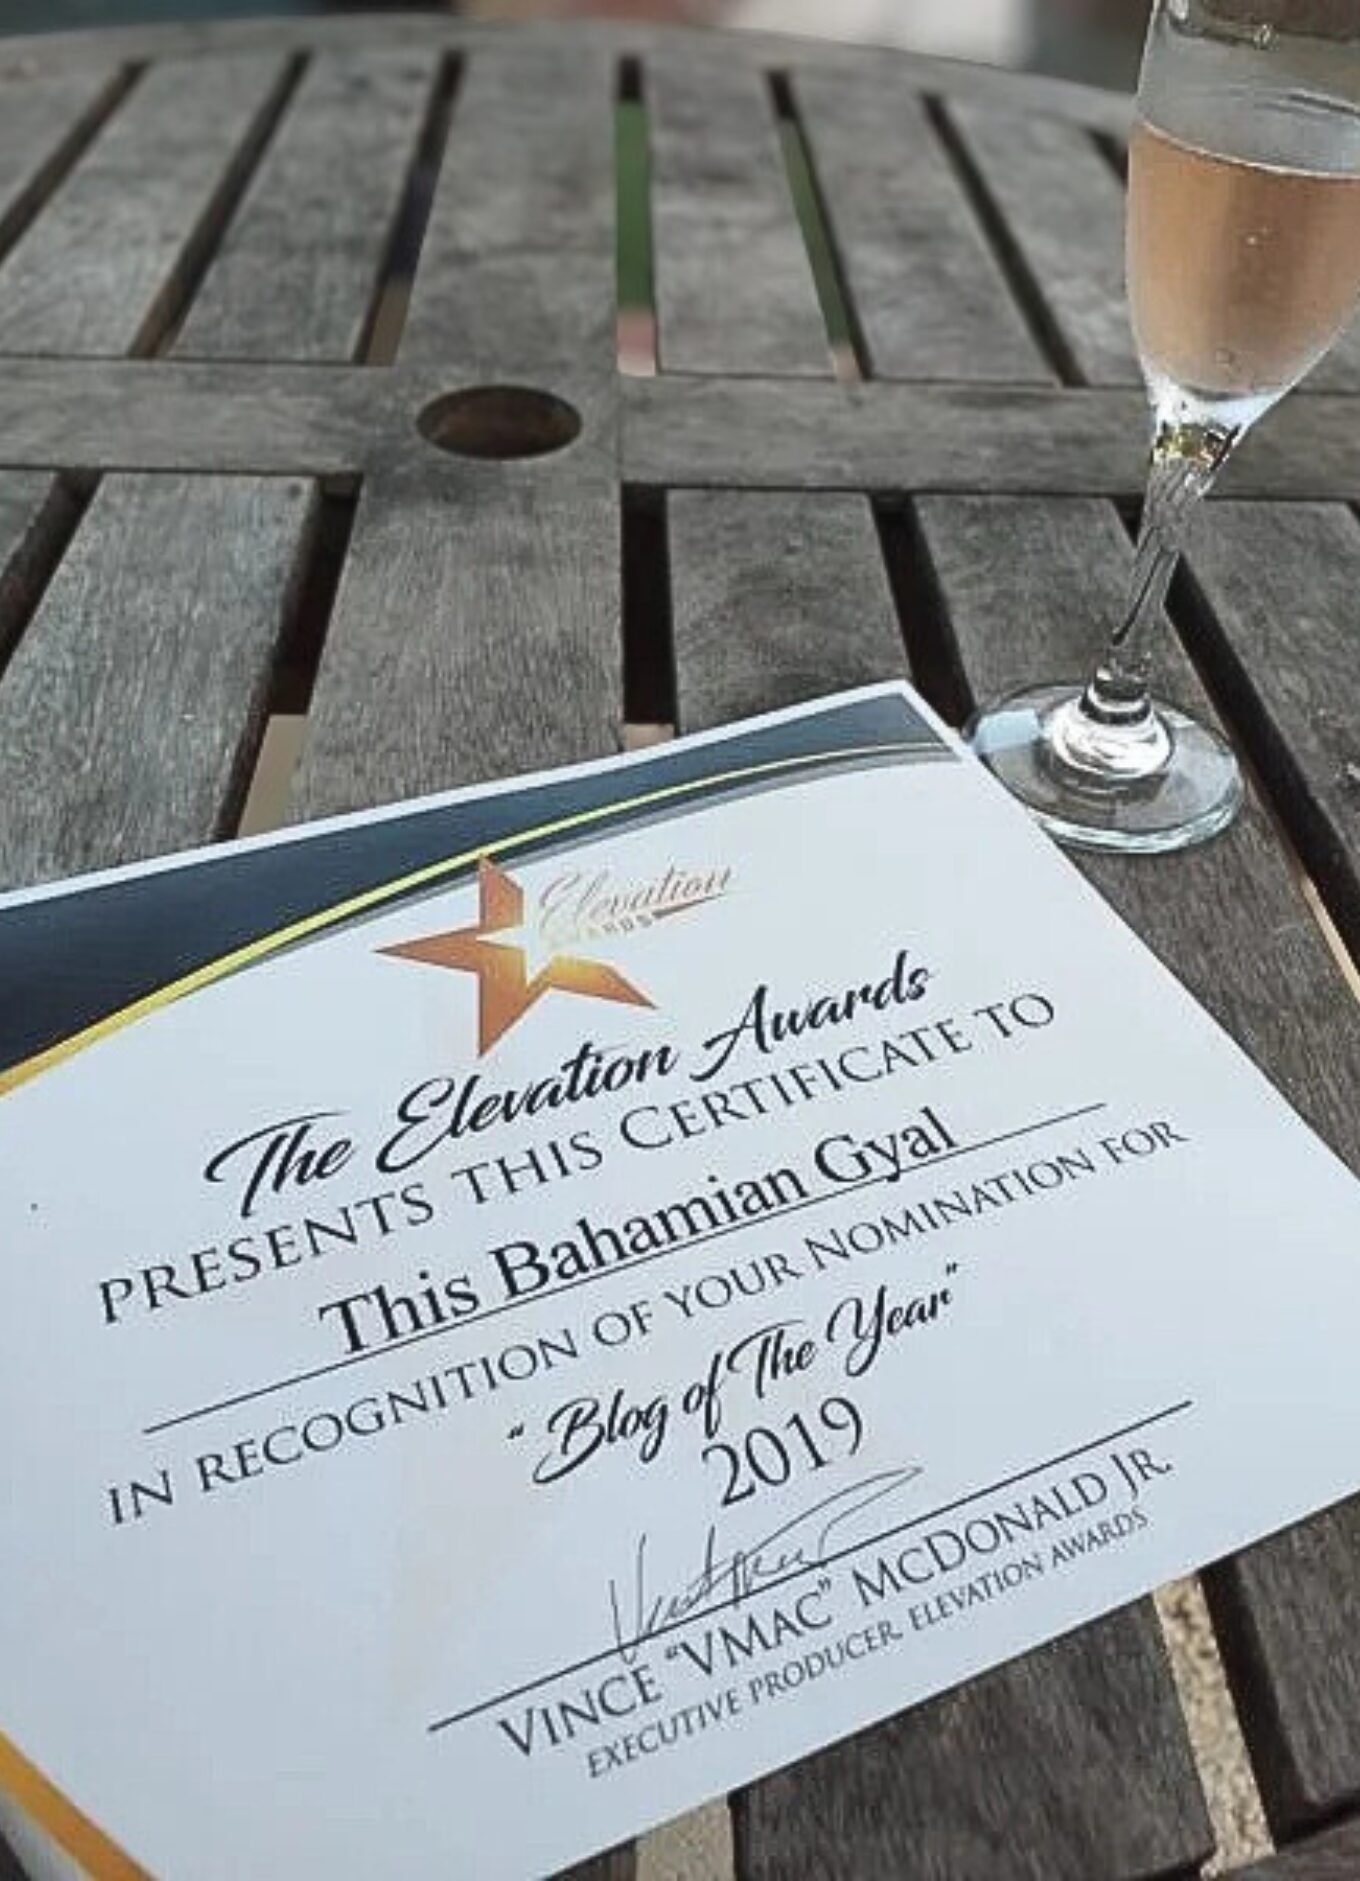 Elevation
AWARDS
The Elevation Awards
PRESENTS THIS CERTIFICATE TO
This Bahamian Gyal
IN RECOGNITION OF YOUR NOMINATION FOR
"Blog of The Year"
2019
VINCE "VMAC" MCDONALD JR.
EXECUTIVE PRODUCER, ELEVATION AWARDS